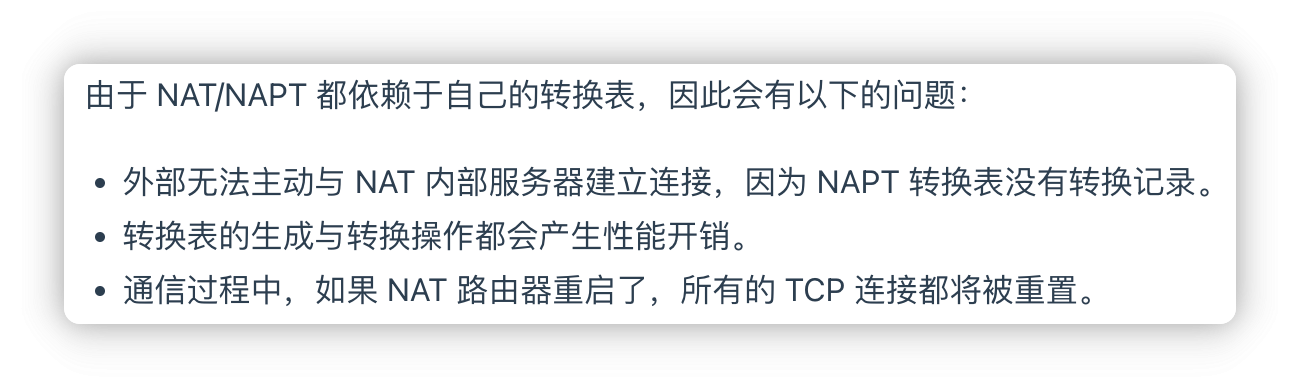 由于 NAT/NAPT 都依赖于自己的转换表，因此会有以下的问题：
• 外部无法主动与 NAT 内部服务器建立连接，因为 NAPT 转换表没有转换记录。
• 转换表的生成与转换操作都会产生性能开销。
• 通信过程中，如果 NAT 路由器重启了，所有的 TCP 连接都将被重置。